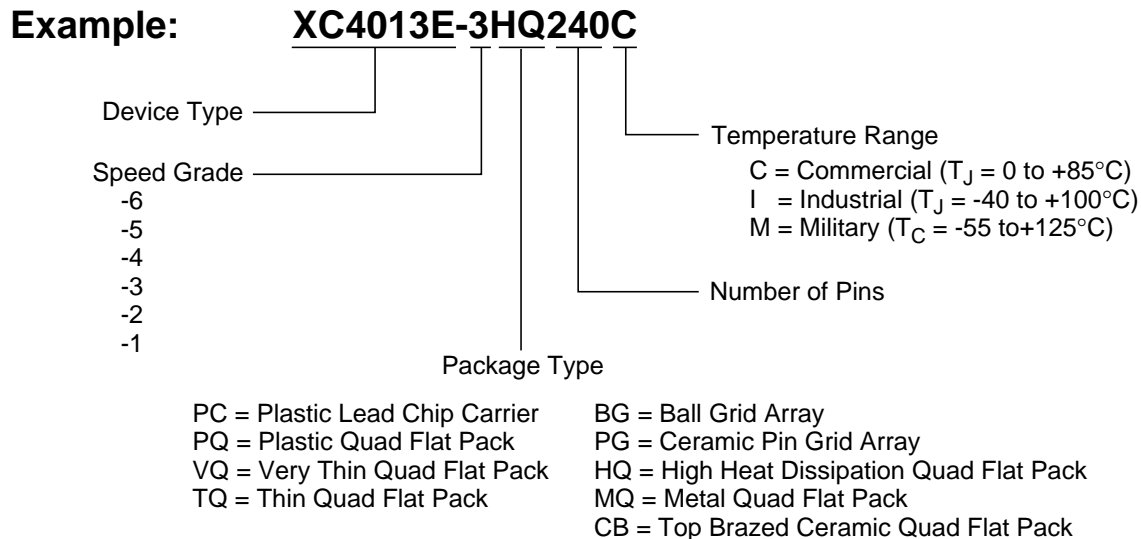 Example: XC4013E-3HQ240C
Device Type
Temperature Range
C = Commercial (TJ = 0 to +85°C)
I = Industrial (TJ = -40 to +100°C)
M = Military (TC = -55 to+125°C)
Speed Grade
-6
-5
-4
-3
-2
-1
Number of Pins
Package Type
PC = Plastic Lead Chip Carrier
PQ = Plastic Quad Flat Pack
VQ = Very Thin Quad Flat Pack
TQ = Thin Quad Flat Pack
BG = Ball Grid Array
PG = Ceramic Pin Grid Array
HQ = High Heat Dissipation Quad Flat Pack
MQ = Metal Quad Flat Pack
CB = Top Brazed Ceramic Quad Flat Pack